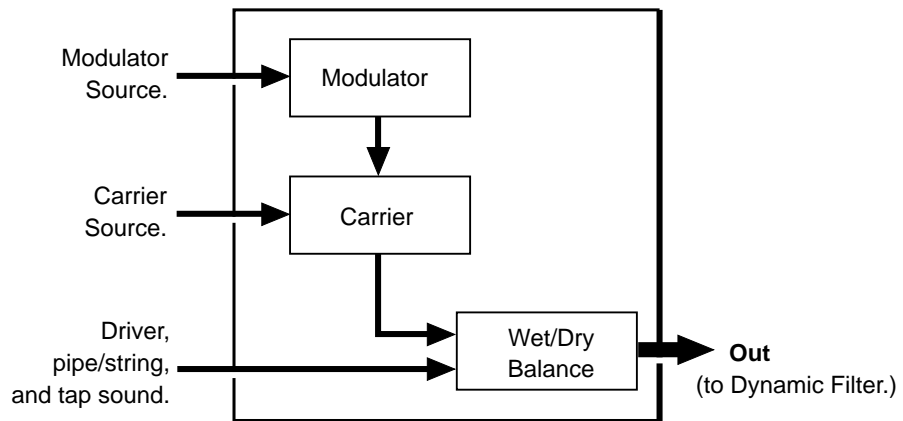 Modulator
Source.
Modulator
Carrier
Source.
Carrier
Driver,
pipe/string,
and tap sound.
Wet/Dry
Balance
Out
(to Dynamic Filter.)